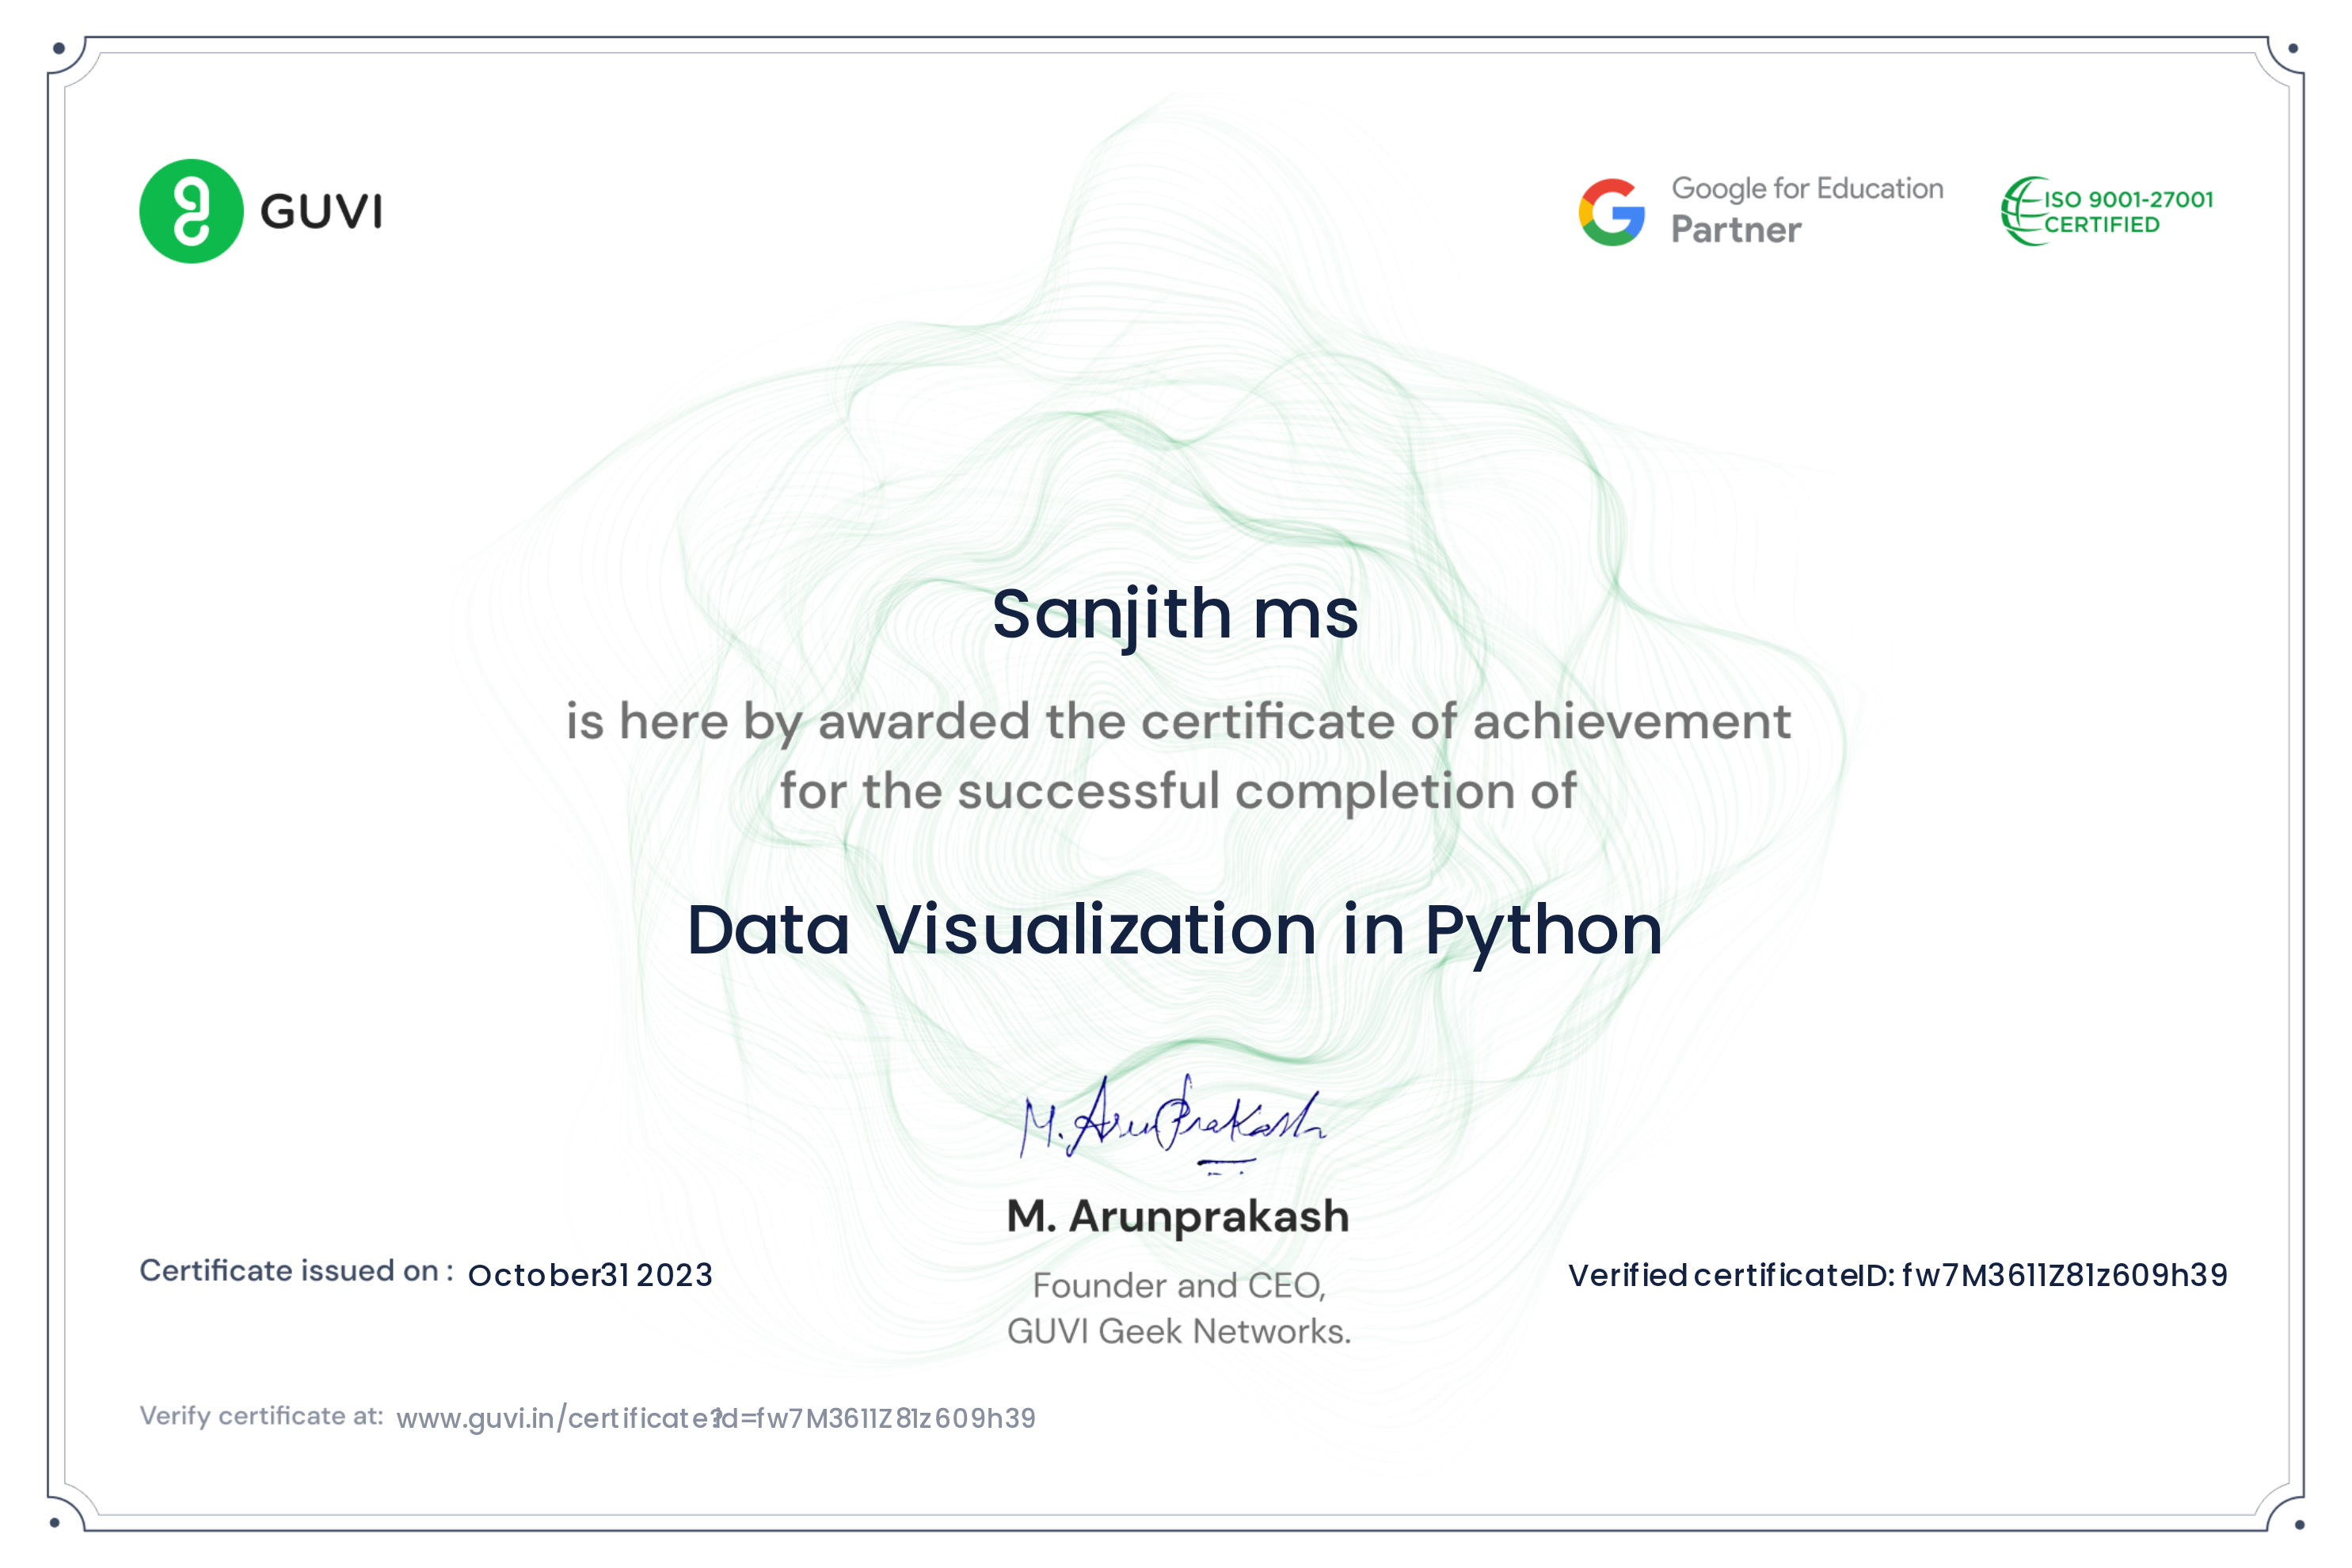 GUVI
Google for Education
Partner
ISO 9001-27001
CERTIFIED
Sanjith ms
is here by awarded the certificate of achievement
for the successful completion of
Data Visualization in Python
M. Arunprakash
M. Arunprakash
Founder and CEO,
GUVI Geek Networks.
Certificate issued on : October31 2023
Verified certificateID: fw7M3611Z81z609h39
Verify certificate at: www.guvi.in/certificate?id=fw7M3611Z81z609h39